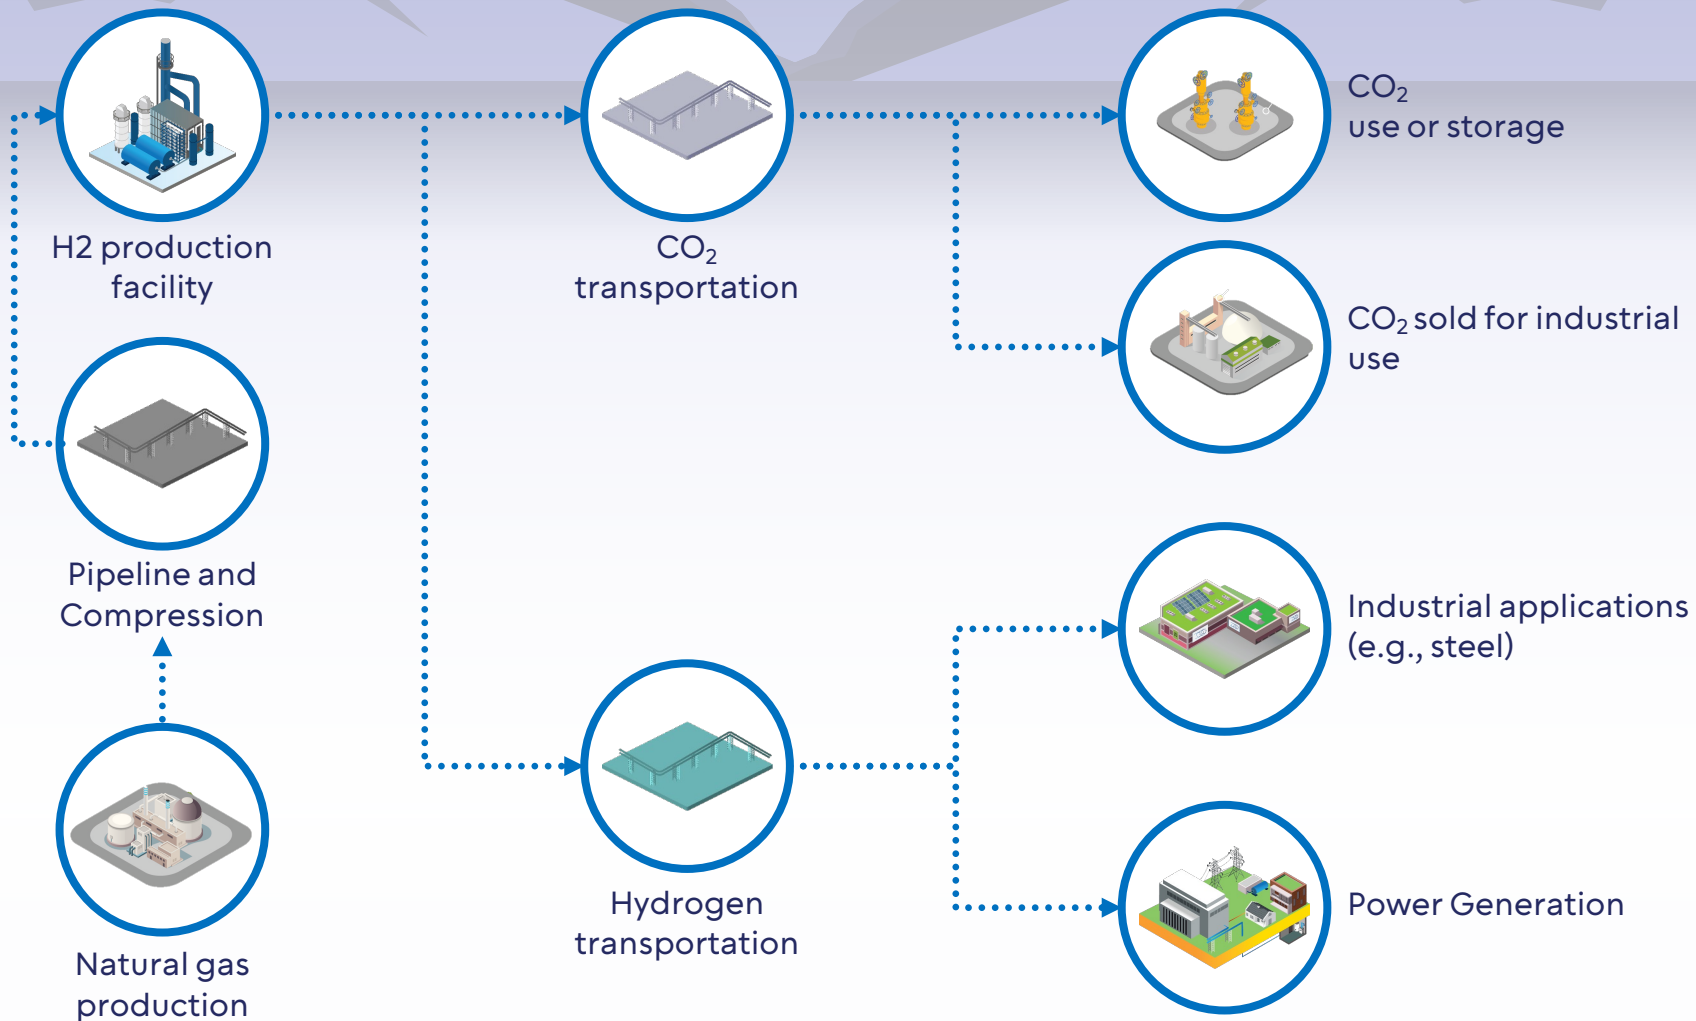 H2 production
facility
CO₂
transportation
CO₂
use or storage
CO₂ sold for industrial
use
Pipeline and
Compression
Industrial applications
(e.g., steel)
Hydrogen
transportation
Power Generation
Natural gas
production